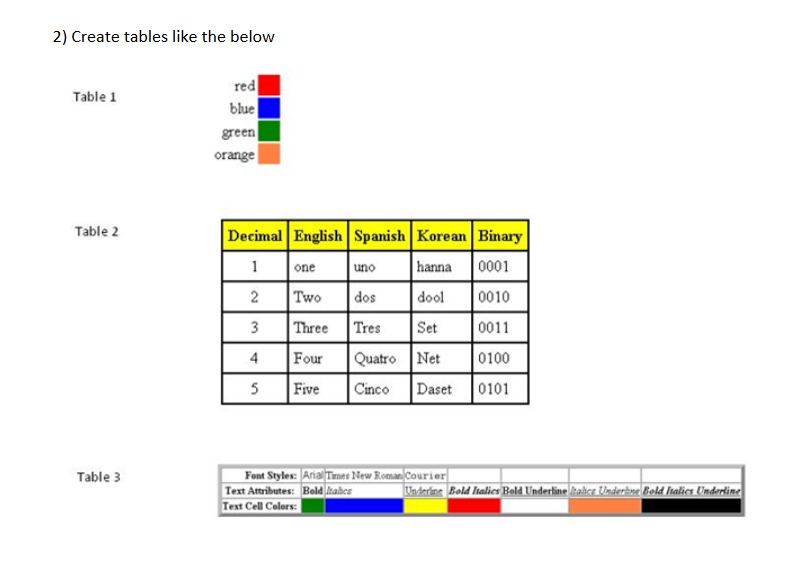 2) Create tables like the below
Table 1
red
blue
green
orange
Table 2
Decimal English Spanish Korean Binary
1 one uno hanna 0001
2 Two dos dool 0010
3 Three Tres Set 0011
4 Four Quatro Net 0100
5 Five Cinco Daset 0101
Table 3
Font Styles: Arial Times New Roman Courier
Text Attributes: Bold Italics Underline Bold Italics Bold Underline Italics Underline Bold Italics Underline
Text Cell Colors: